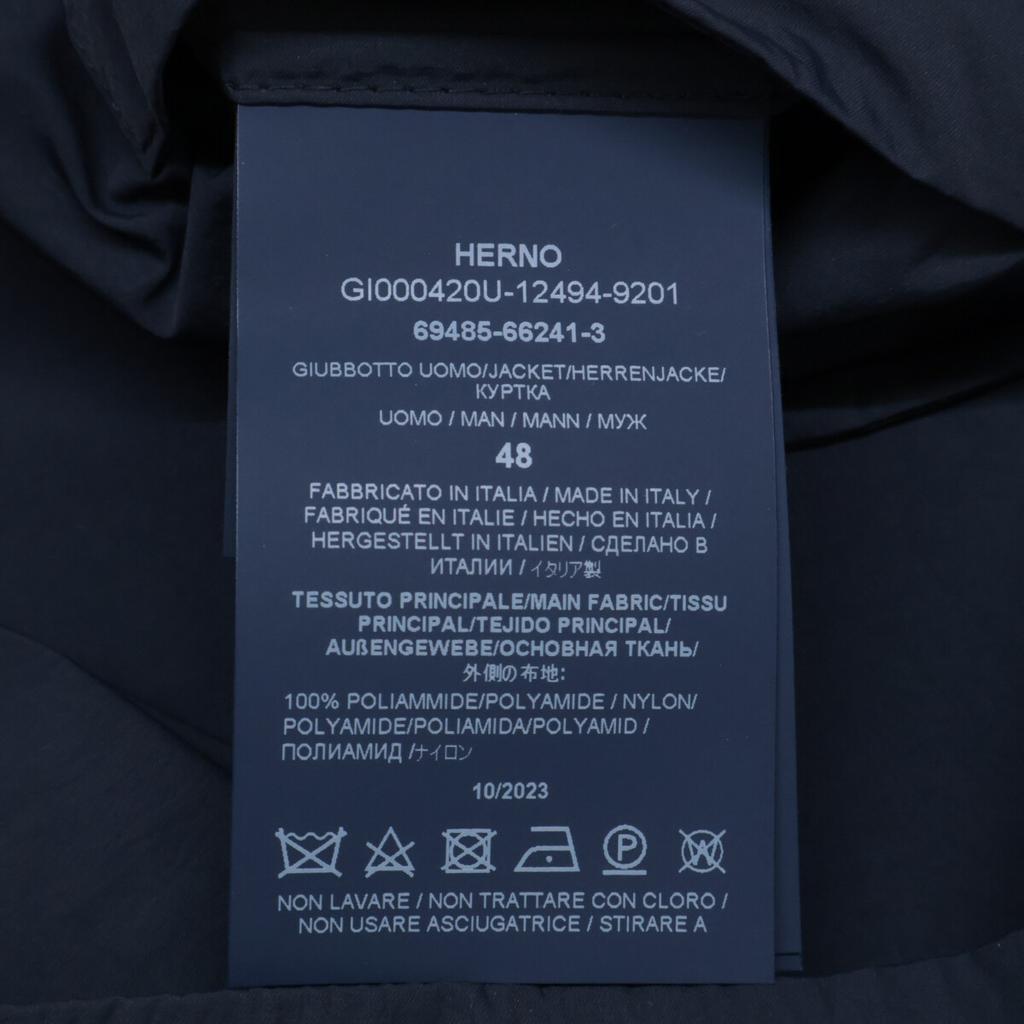 HERNO
GI000420U-12494-9201
69485-66241-3
GIUBBOTTO UOMO/JACKET/HERRENJACKE/
КУРТКА
UOMO / MAN / MANN / МУЖ
48
FABBRICATO IN ITALIA / MADE IN ITALY /
FABRIQUÉ EN ITALIE / HECHO EN ITALIA /
HERGESTELLT IN ITALIEN / СДЕЛАНО В
ИТАЛИИ / イタリア製
TESSUTO PRINCIPALE/MAIN FABRIC/TISSU
PRINCIPAL/TEJIDO PRINCIPAL/
AUßENGEWEBE/ОСНОВНАЯ ТКАНЬ/
外側の布地:
100% POLIAMMIDE/POLYAMIDE / NYLON/
POLYAMIDE/POLIAMIDA/POLYAMID /
ПОЛИАМИД /ナイロン
10/2023
P W
NON LAVARE / NON TRATTARE CON CLORO /
NON USARE ASCIUGATRICE / STIRARE A